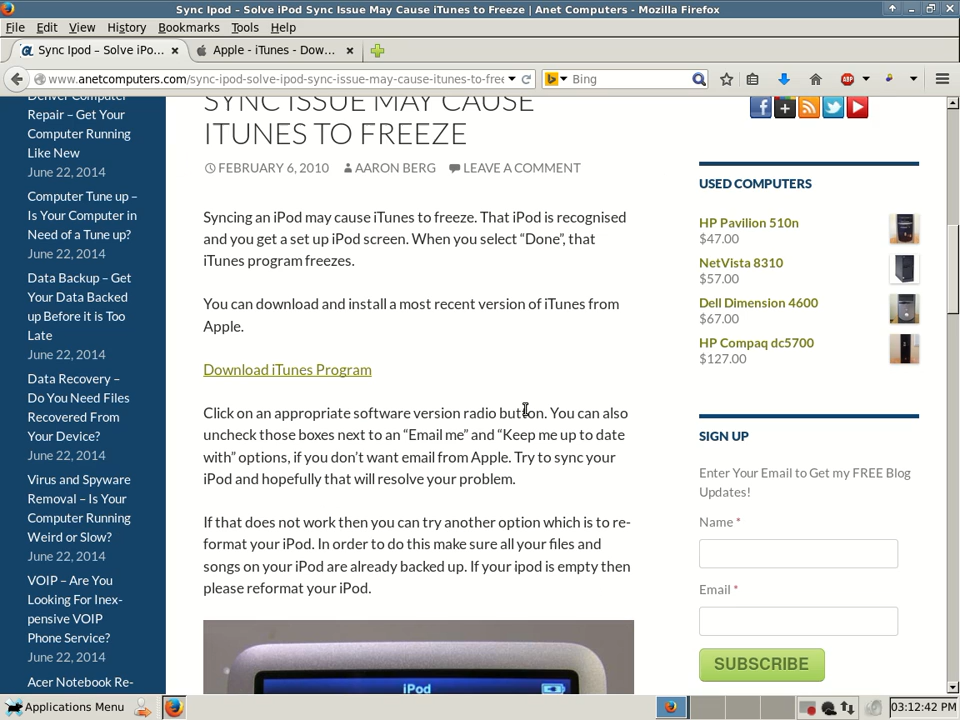 Sync Ipod – Solve iPod Sync Issue May Cause iTunes to Freeze | Anet Computers - Mozilla Firefox
File Edit View History Bookmarks Tools Help
Sync Ipod – Solve iPo...
Apple - iTunes - Dow...
www.anetcomputers.com/sync-ipod-solve-ipod-sync-issue-may-cause-itunes-to-free
Bing
ABP
Denver Computer
Repair – Get Your
Computer Running
Like New
June 22, 2014
Computer Tune up –
Is Your Computer in
Need of a Tune up?
June 22, 2014
Data Backup – Get
Your Data Backed
up Before it is Too
Late
June 22, 2014
Data Recovery –
Do You Need Files
Recovered From
Your Device?
June 22, 2014
Virus and Spyware
Removal – Is Your
Computer Running
Weird or Slow?
June 22, 2014
VOIP – Are You
Looking For Inex-
pensive VOIP
Phone Service?
June 22, 2014
Acer Notebook Re-
SYNC ISSUE MAY CAUSE
ITUNES TO FREEZE
FEBRUARY 6, 2010 AARON BERG LEAVE A COMMENT
Syncing an iPod may cause iTunes to freeze. That iPod is recognised
and you get a set up iPod screen. When you select “Done”, that
iTunes program freezes.
You can download and install a most recent version of iTunes from
Apple.
Download iTunes Program
Click on an appropriate software version radio button. You can also
uncheck those boxes next to an “Email me” and “Keep me up to date
with” options, if you don’t want email from Apple. Try to sync your
iPod and hopefully that will resolve your problem.
If that does not work then you can try another option which is to re-
format your iPod. In order to do this make sure all your files and
songs on your iPod are already backed up. If your ipod is empty then
please reformat your iPod.
iPod
USED COMPUTERS
HP Pavilion 510n
$47.00
NetVista 8310
$57.00
Dell Dimension 4600
$67.00
HP Compaq dc5700
$127.00
SIGN UP
Enter Your Email to Get my FREE Blog
Updates!
Name *
Email *
SUBSCRIBE
Applications Menu
03:12:42 PM